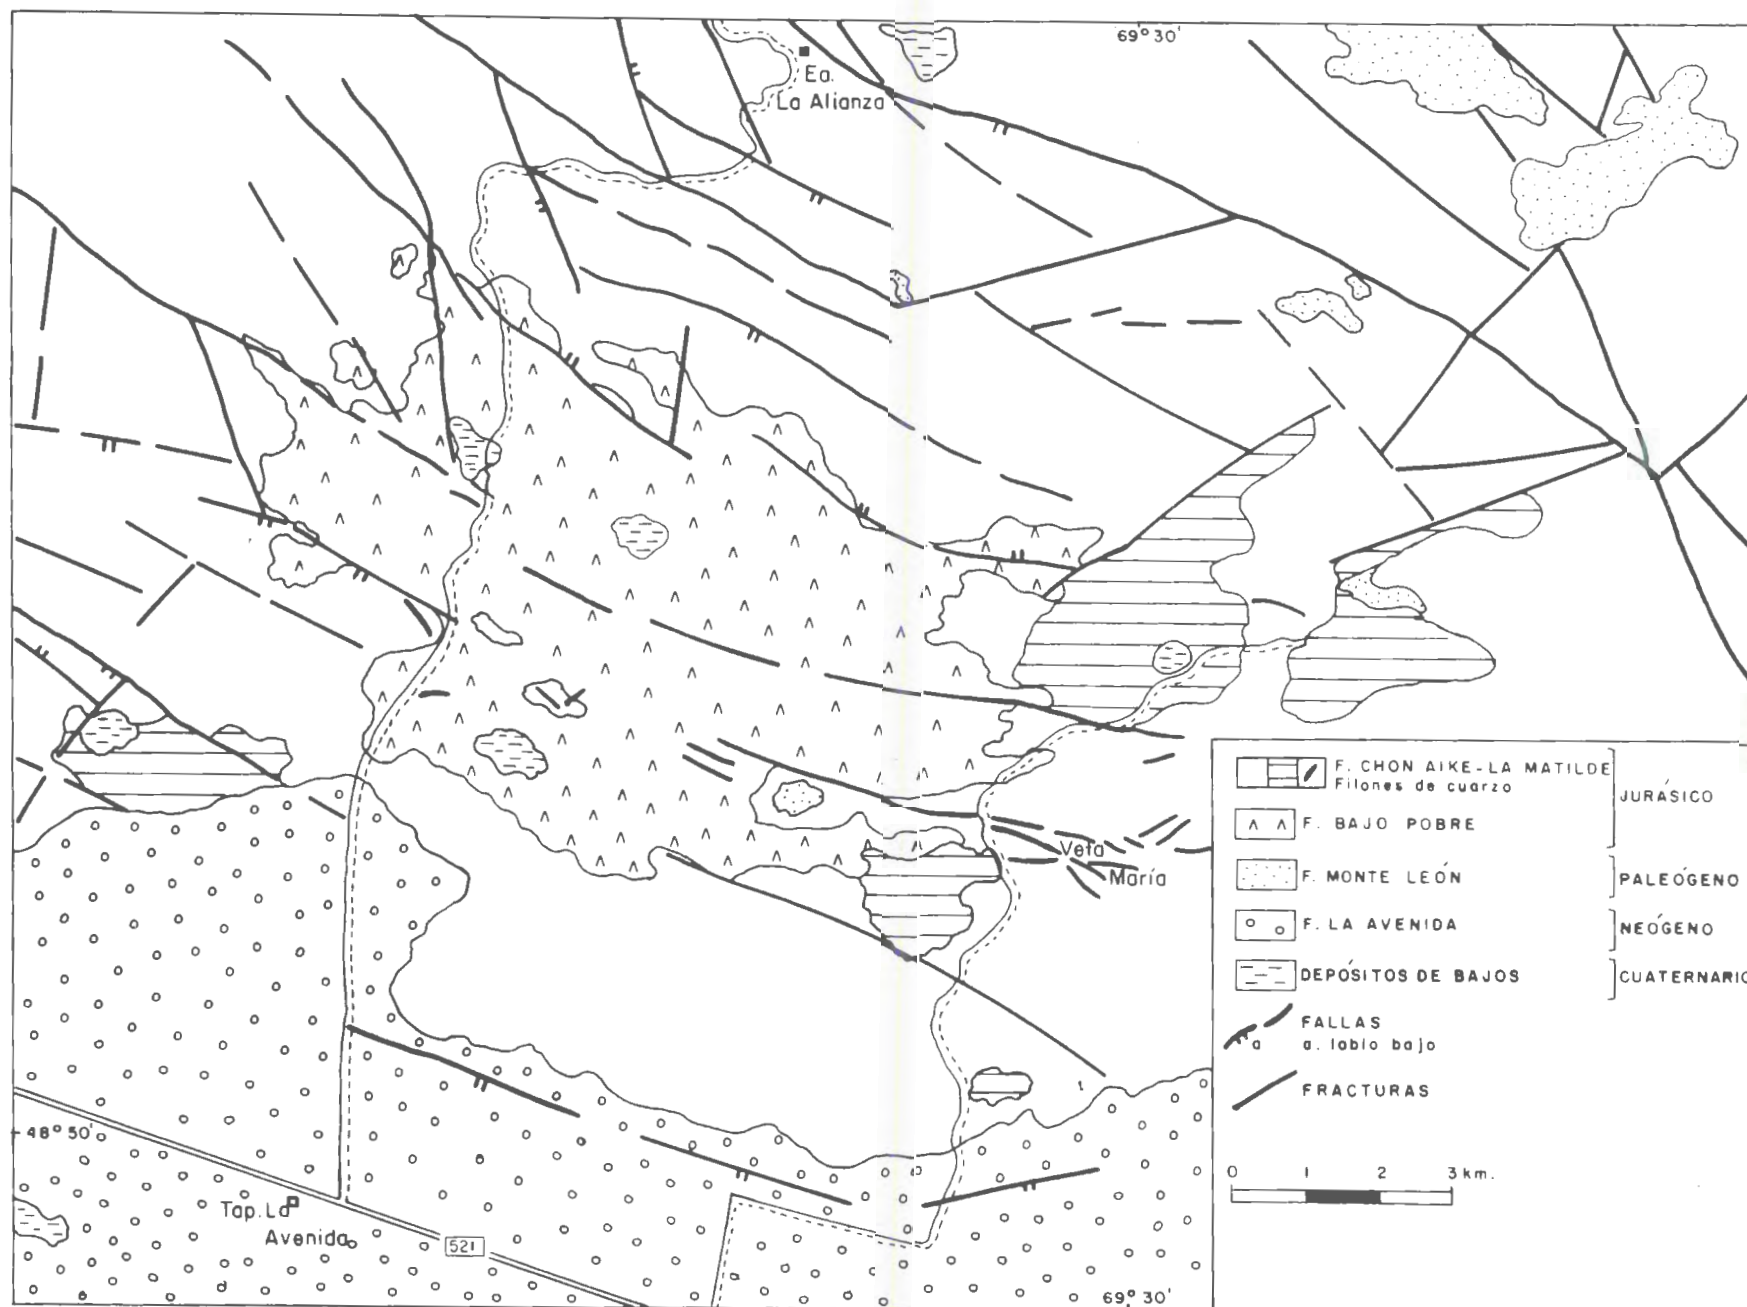 69° 30'
Ea.
La Alianza
Veta
María
F. CHON AIKE-LA MATILDE
Filones de cuarzo
JURÁSICO
F. BAJO POBRE
F. MONTE LEÓN
PALEÓGENO
F. LA AVENIDA
NEÓGENO
DEPÓSITOS DE BAJOS
CUATERNARIO
FALLAS
a
a. labio bajo
FRACTURAS
48° 50'
0 1 2 3 km.
Tap. La
Avenida
521
69° 30'